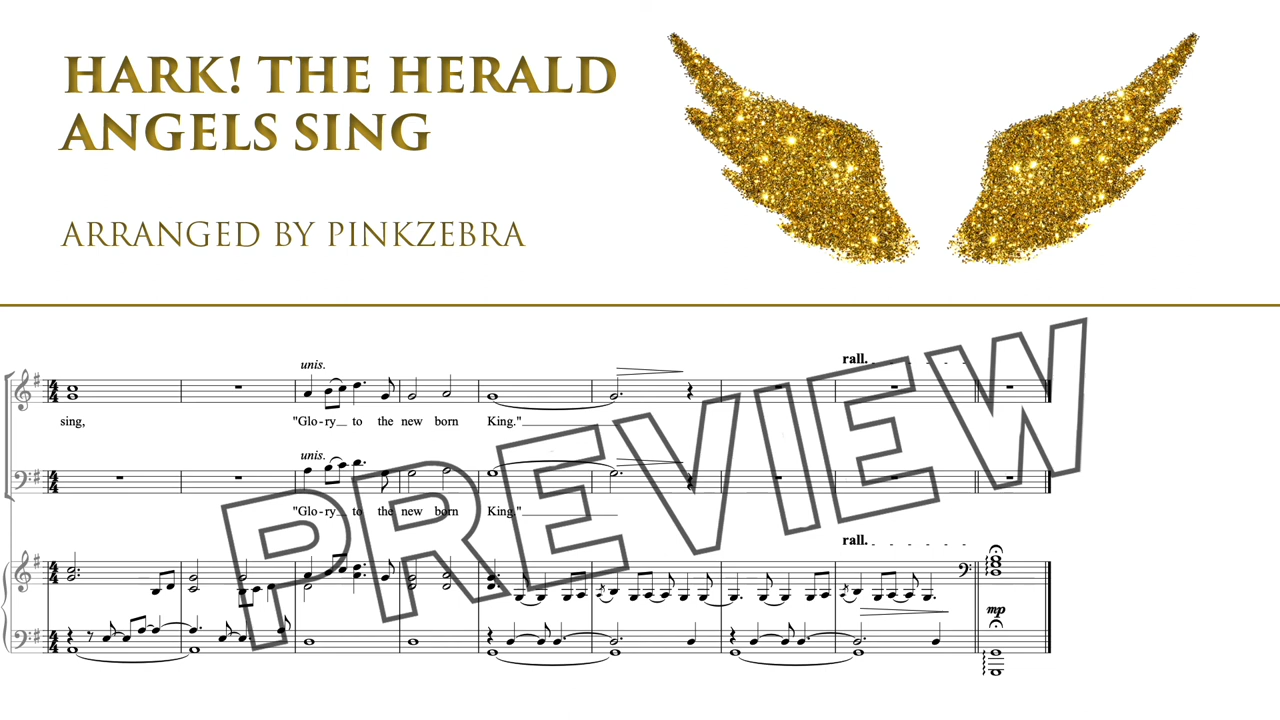 HARK! THE HERALD
ANGELS SING
ARRANGED BY PINKZEBRA
rall.
unis.
sing, "Glo-ry to the new born King."
unis.
"Glo-ry to the new born King."
PREVIEW
rall.
mp